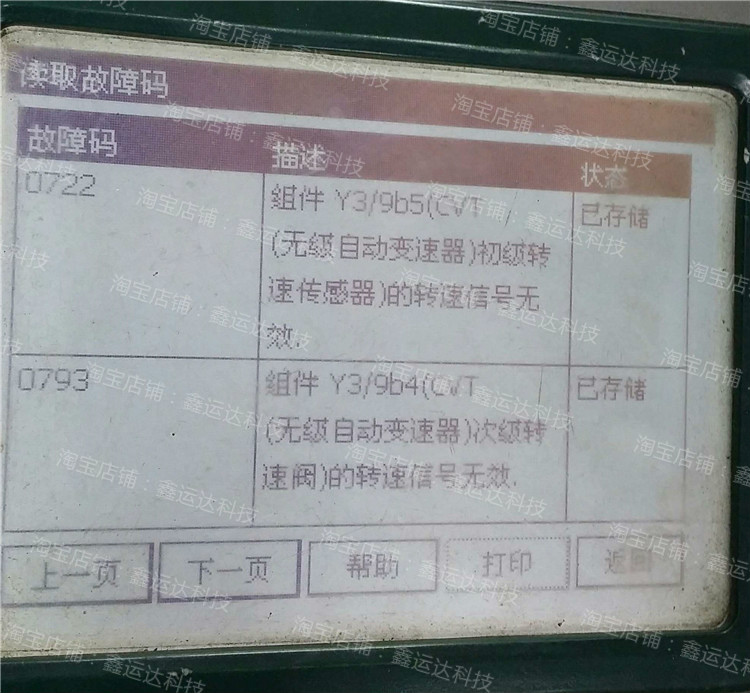 读取故障码
故障码 描述 状态
0722 组件 Y3/9b5(CVT 已存储
(无级自动变速器)初级转
速传感器)的转速信号无
效.
0793 组件 Y3/9b4(CVT 已存储
(无级自动变速器)次级转
速阀)的转速信号无效.
上一页 下一页 帮助 打印 返回
淘宝店铺：鑫运达科技